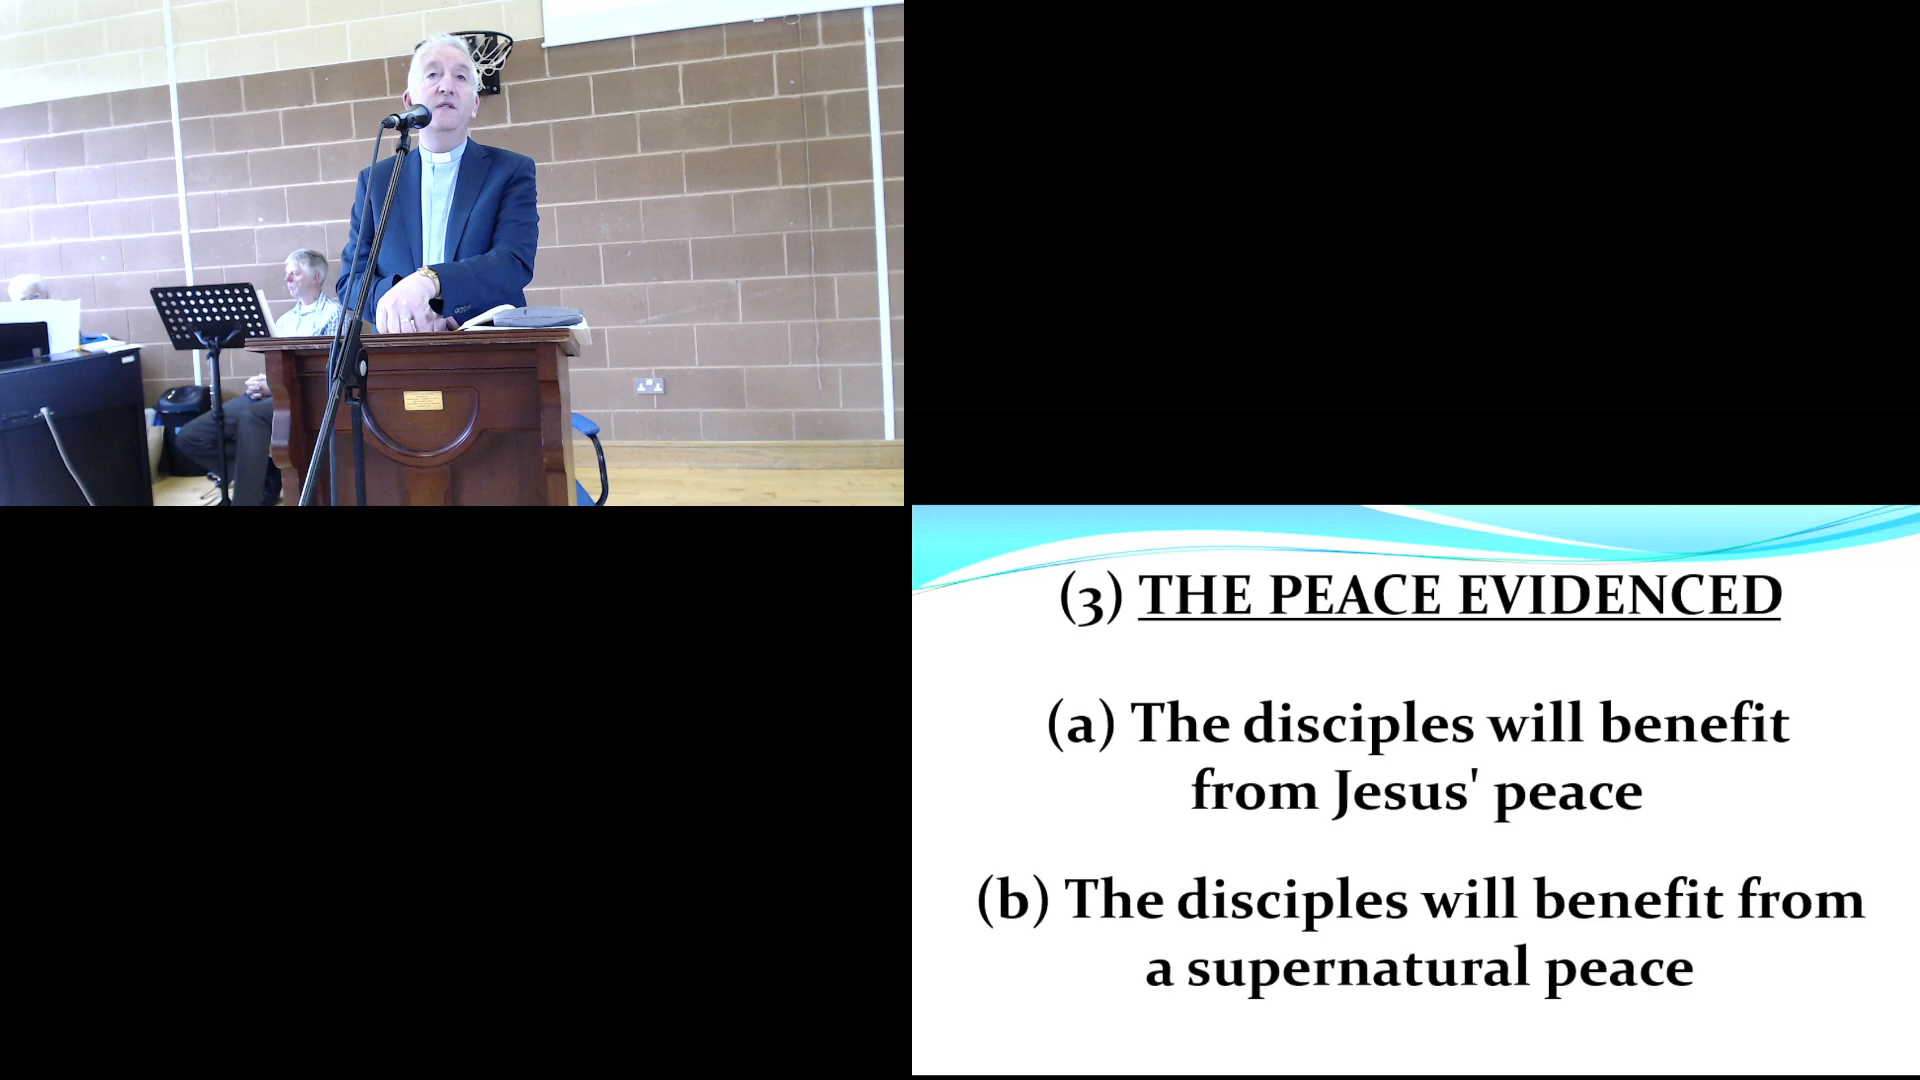 (3) THE PEACE EVIDENCED
(a) The disciples will benefit
from Jesus' peace
(b) The disciples will benefit from
a supernatural peace